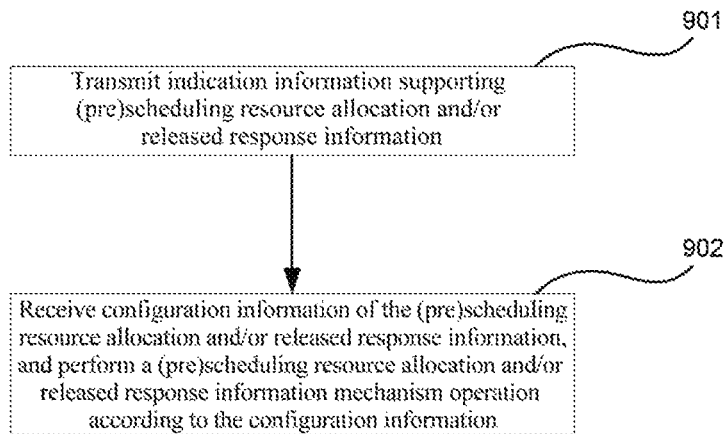 901
Transmit indication information supporting
(pre)scheduling resource allocation and/or
released response information
902
Receive configuration information of the (pre)scheduling
resource allocation and/or released response information,
and perform a (pre)scheduling resource allocation and/or
released response information mechanism operation
according to the configuration information